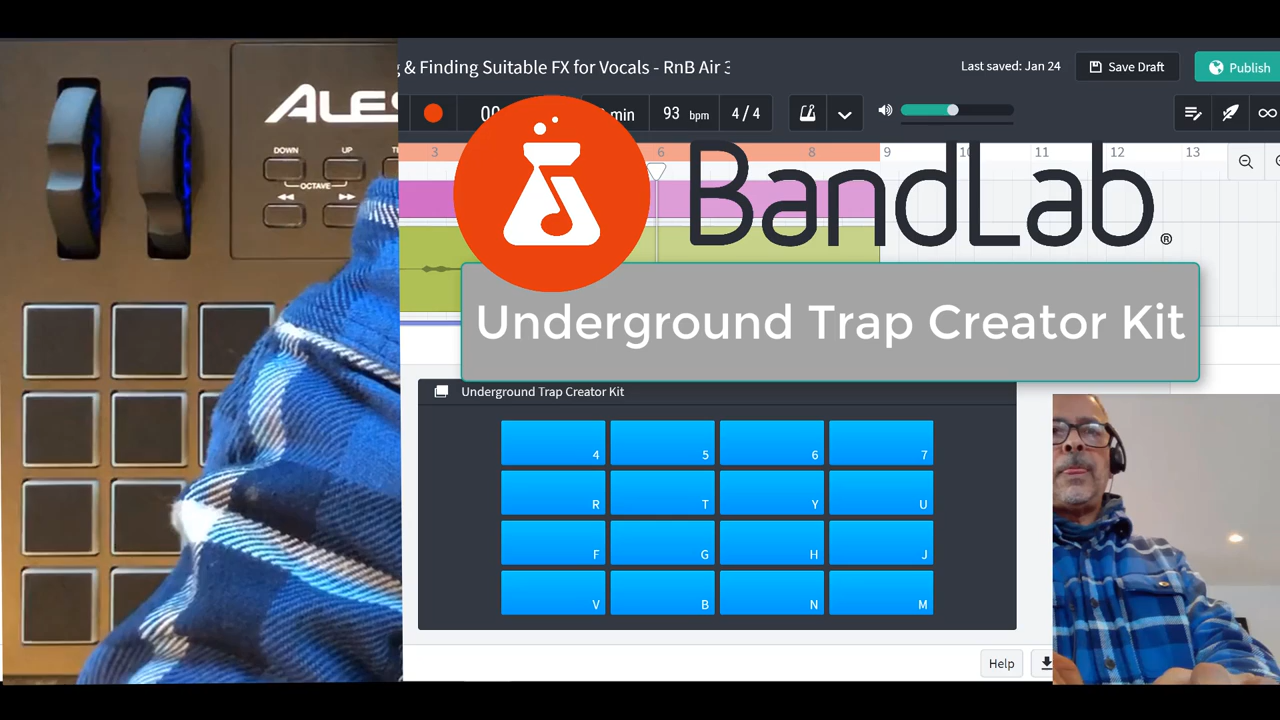 ALES
DOWN
UP
OCTAVE
& Finding Suitable FX for Vocals - RnB Air 3
Last saved: Jan 24
Save Draft
Publish
00
min
93 bpm
4 / 4
3
6
8
9
10
11
12
13
BandLab®
Underground Trap Creator Kit
Underground Trap Creator Kit
4
5
6
7
R
T
Y
U
F
G
H
J
V
B
N
M
Help